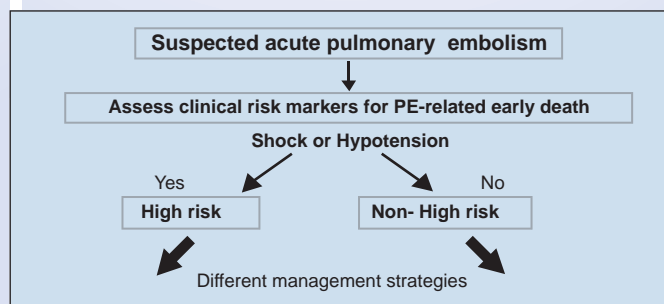 Suspected acute pulmonary embolism
Assess clinical risk markers for PE-related early death
Shock or Hypotension
Yes No
High risk Non- High risk
Different management strategies